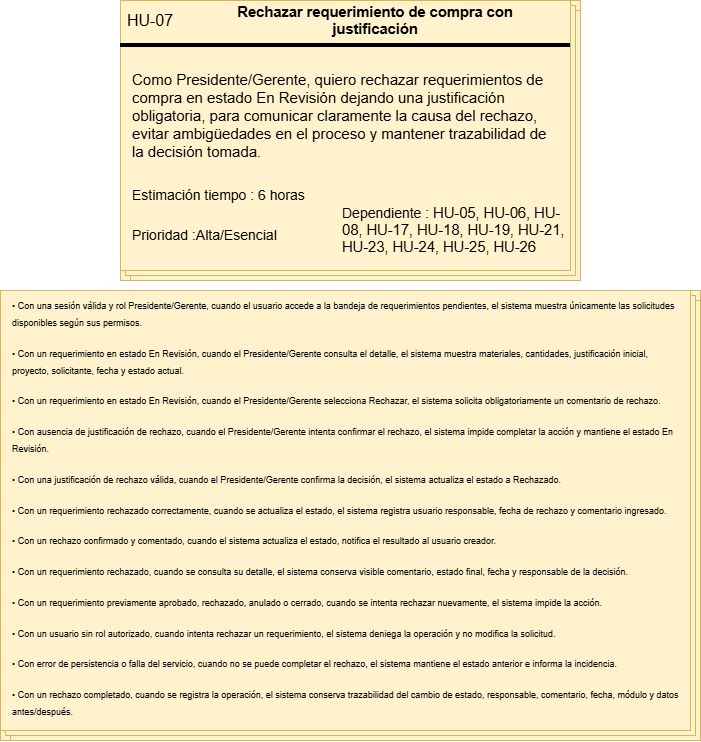 HU-07
Rechazar requerimiento de compra con
justificación
Como Presidente/Gerente, quiero rechazar requerimientos de
compra en estado En Revisión dejando una justificación
obligatoria, para comunicar claramente la causa del rechazo,
evitar ambigüedades en el proceso y mantener trazabilidad de
la decisión tomada.
Estimación tiempo : 6 horas
Prioridad :Alta/Esencial
Dependiente : HU-05, HU-06, HU-
08, HU-17, HU-18, HU-19, HU-21,
HU-23, HU-24, HU-25, HU-26
• Con una sesión válida y rol Presidente/Gerente, cuando el usuario accede a la bandeja de requerimientos pendientes, el sistema muestra únicamente las solicitudes
disponibles según sus permisos.
• Con un requerimiento en estado En Revisión, cuando el Presidente/Gerente consulta el detalle, el sistema muestra materiales, cantidades, justificación inicial,
proyecto, solicitante, fecha y estado actual.
• Con un requerimiento en estado En Revisión, cuando el Presidente/Gerente selecciona Rechazar, el sistema solicita obligatoriamente un comentario de rechazo.
• Con ausencia de justificación de rechazo, cuando el Presidente/Gerente intenta confirmar el rechazo, el sistema impide completar la acción y mantiene el estado En
Revisión.
• Con una justificación de rechazo válida, cuando el Presidente/Gerente confirma la decisión, el sistema actualiza el estado a Rechazado.
• Con un requerimiento rechazado correctamente, cuando se actualiza el estado, el sistema registra usuario responsable, fecha de rechazo y comentario ingresado.
• Con un rechazo confirmado y comentado, cuando el sistema actualiza el estado, notifica el resultado al usuario creador.
• Con un requerimiento rechazado, cuando se consulta su detalle, el sistema conserva visible comentario, estado final, fecha y responsable de la decisión.
• Con un requerimiento previamente aprobado, rechazado, anulado o cerrado, cuando se intenta rechazar nuevamente, el sistema impide la acción.
• Con un usuario sin rol autorizado, cuando intenta rechazar un requerimiento, el sistema deniega la operación y no modifica la solicitud.
• Con error de persistencia o falla del servicio, cuando no se puede completar el rechazo, el sistema mantiene el estado anterior e informa la incidencia.
• Con un rechazo completado, cuando se registra la operación, el sistema conserva trazabilidad del cambio de estado, responsable, comentario, fecha, módulo y datos
antes/después.